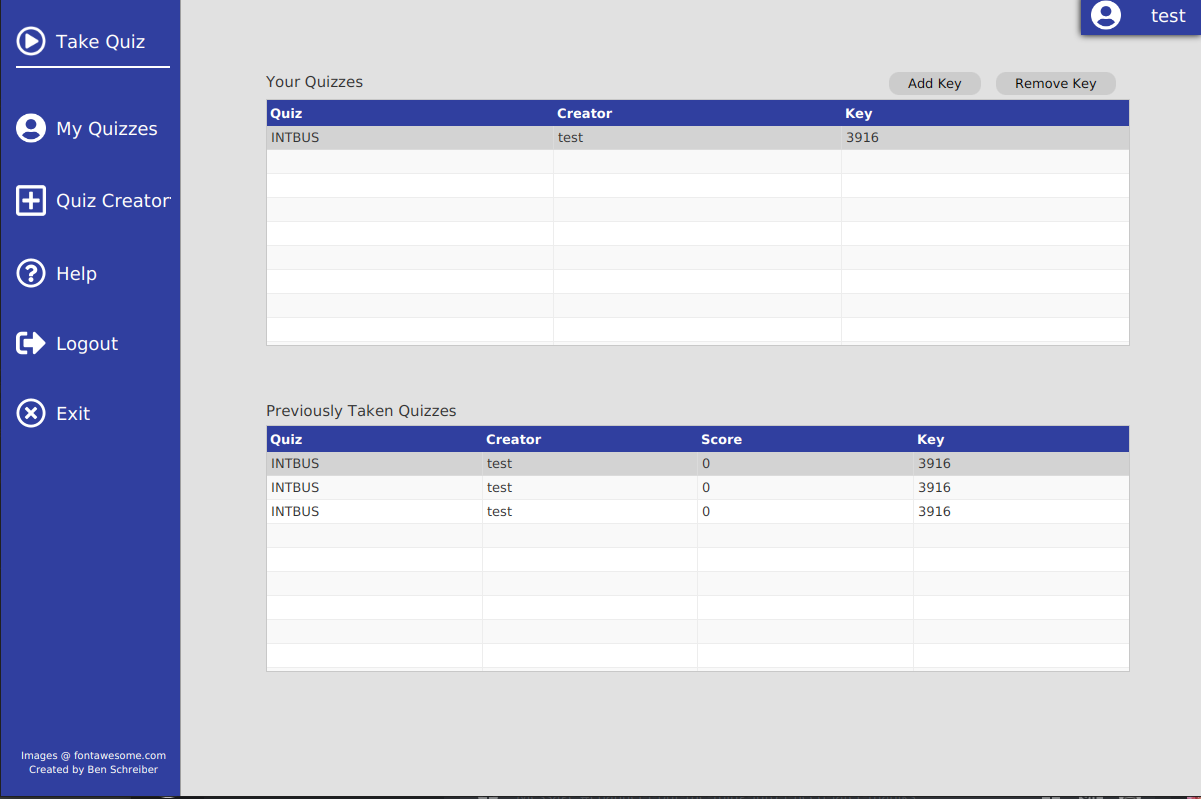 Take Quiz
My Quizzes
Quiz Creator
Help
Logout
Exit
Images @ fontawesome.com
Created by Ben Schreiber
test
Your Quizzes
Add Key
Remove Key
Quiz Creator Key
INTBUS test 3916
Previously Taken Quizzes
Quiz Creator Score Key
INTBUS test 0 3916
INTBUS test 0 3916
INTBUS test 0 3916